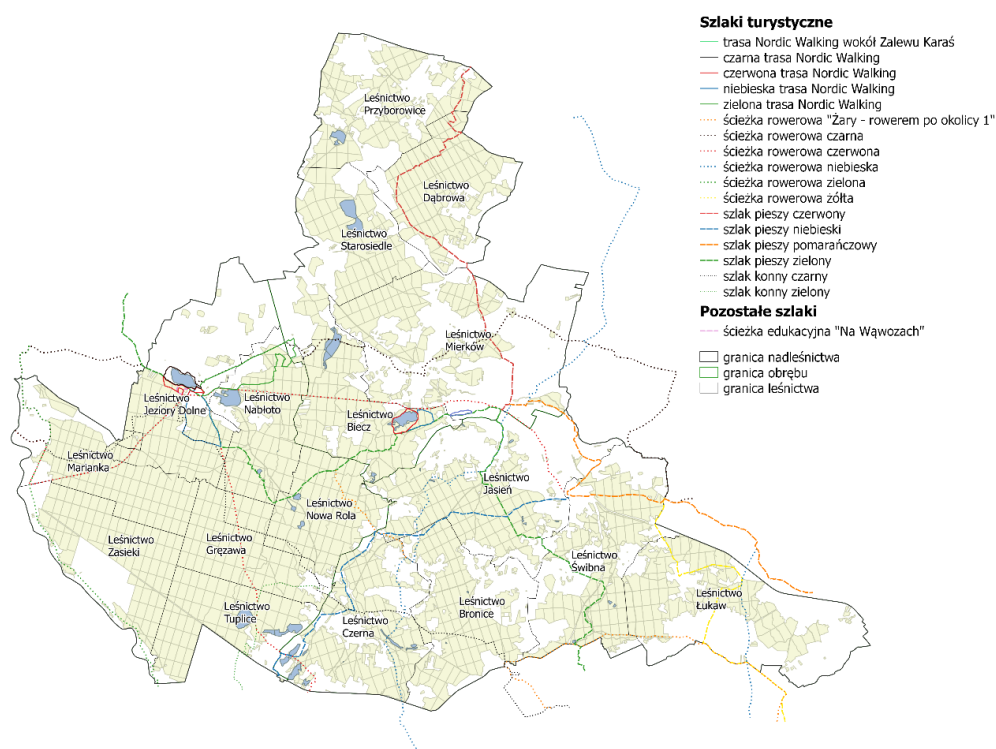 Szlaki turystyczne
trasa Nordic Walking wokół Zalewu Karaś
czarna trasa Nordic Walking
czerwona trasa Nordic Walking
niebieska trasa Nordic Walking
zielona trasa Nordic Walking
ścieżka rowerowa "Żary - rowerem po okolicy 1"
ścieżka rowerowa czarna
ścieżka rowerowa czerwona
ścieżka rowerowa niebieska
ścieżka rowerowa zielona
ścieżka rowerowa żółta
szlak pieszy czerwony
szlak pieszy niebieski
szlak pieszy pomarańczowy
szlak pieszy zielony
szlak konny czarny
szlak konny zielony
Pozostałe szlaki
ścieżka edukacyjna "Na Wąwozach"
granica nadleśnictwa
granica obrębu
granica leśnictwa
Leśnictwo
Przyborowice
Leśnictwo
Dąbrowa
Leśnictwo
Starosiedle
Leśnictwo
Mierków
Leśnictwo
Jeziory Dolne
Leśnictwo
Nabłoto
Leśnictwo
Biecz
Leśnictwo
Marianka
Leśnictwo
Jasień
Leśnictwo
Nowa Rola
Leśnictwo
Zasieki
Leśnictwo
Gręzawa
Leśnictwo
Świbna
Leśnictwo
Tuplice
Leśnictwo
Czerna
Leśnictwo
Bronice
Leśnictwo
Łukaw